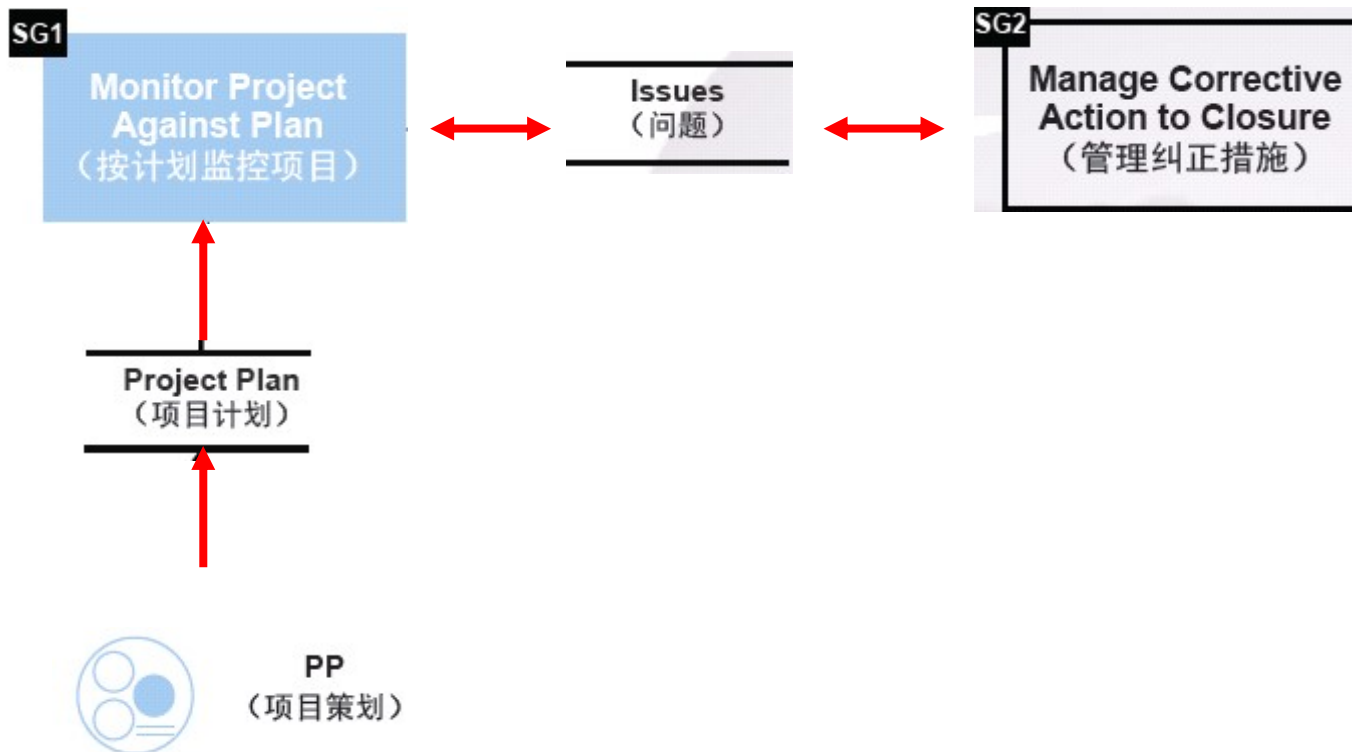 SG1
Monitor Project
Against Plan
（按计划监控项目）
Issues
（问题）
SG2
Manage Corrective
Action to Closure
（管理纠正措施）
Project Plan
（项目计划）
PP
（项目策划）